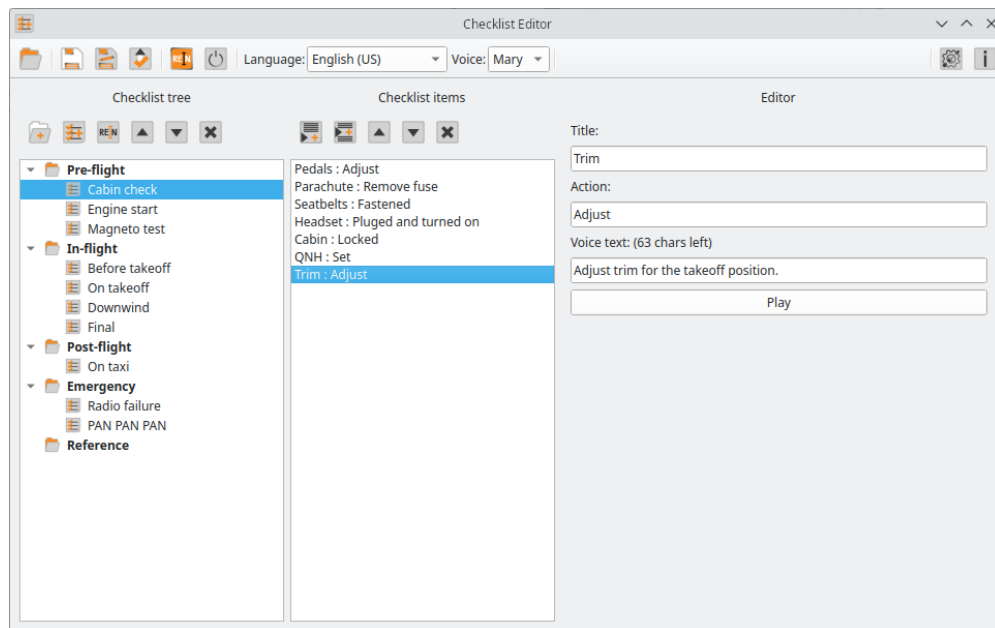 Checklist Editor
REN
Language: English (US) Voice: Mary
Checklist tree
REN
Pre-flight
Cabin check
Engine start
Magneto test
In-flight
Before takeoff
On takeoff
Downwind
Final
Post-flight
On taxi
Emergency
Radio failure
PAN PAN PAN
Reference
Checklist items
Pedals : Adjust
Parachute : Remove fuse
Seatbelts : Fastened
Headset : Pluged and turned on
Cabin : Locked
QNH : Set
Trim : Adjust
Editor
Title:
Trim
Action:
Adjust
Voice text: (63 chars left)
Adjust trim for the takeoff position.
Play